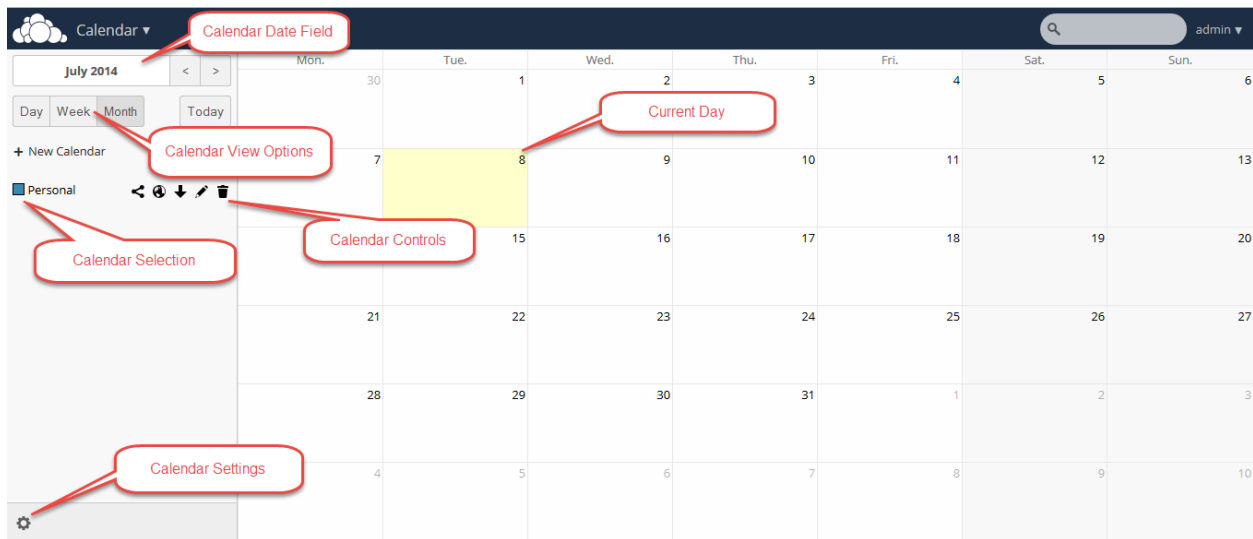 Calendar ▾
Calendar Date Field
admin ▾
July 2014 < >
Mon. Tue. Wed. Thu. Fri. Sat. Sun.
30 1 2 3 4 5 6
Day Week Month Today
Current Day
+ New Calendar
Calendar View Options
7 8 9 10 11 12 13
Personal
Calendar Controls
15 16 17 18 19 20
Calendar Selection
21 22 23 24 25 26 27
28 29 30 31 1 2 3
Calendar Settings
4 5 6 7 8 9 10